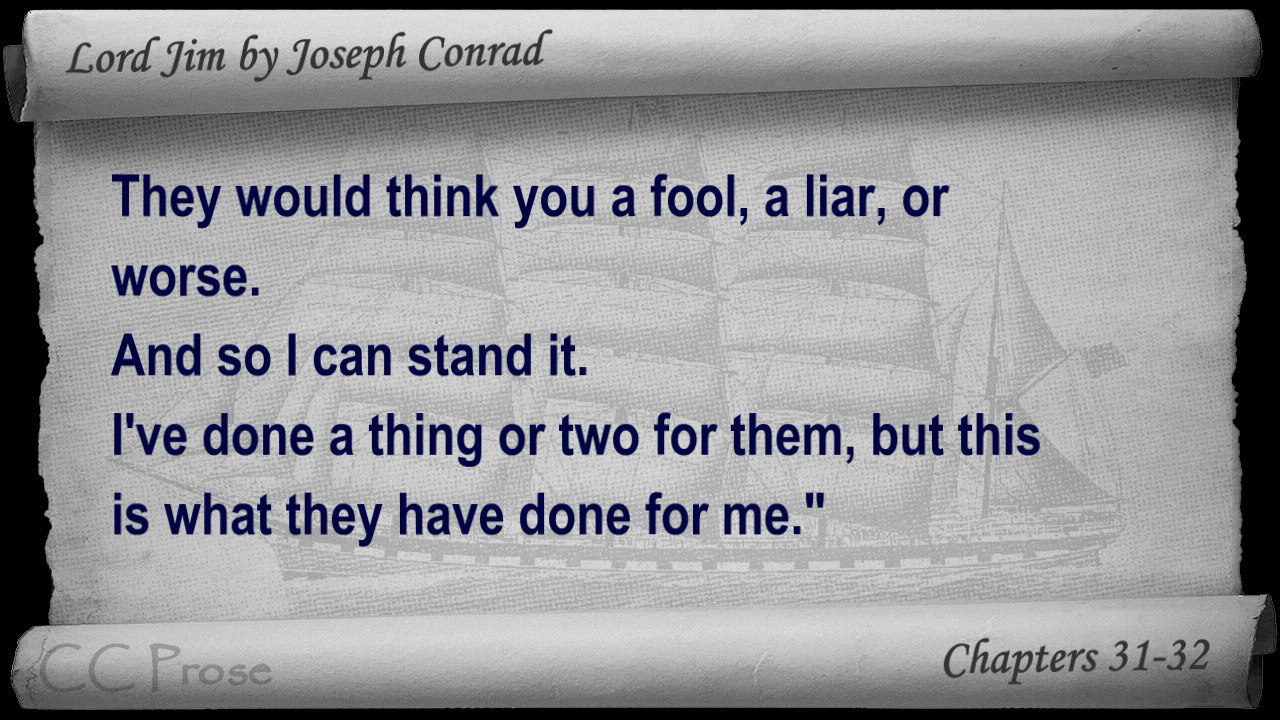 Lord Jim by Joseph Conrad
They would think you a fool, a liar, or
worse.
And so I can stand it.
I've done a thing or two for them, but this
is what they have done for me."
CC Prose
Chapters 31-32